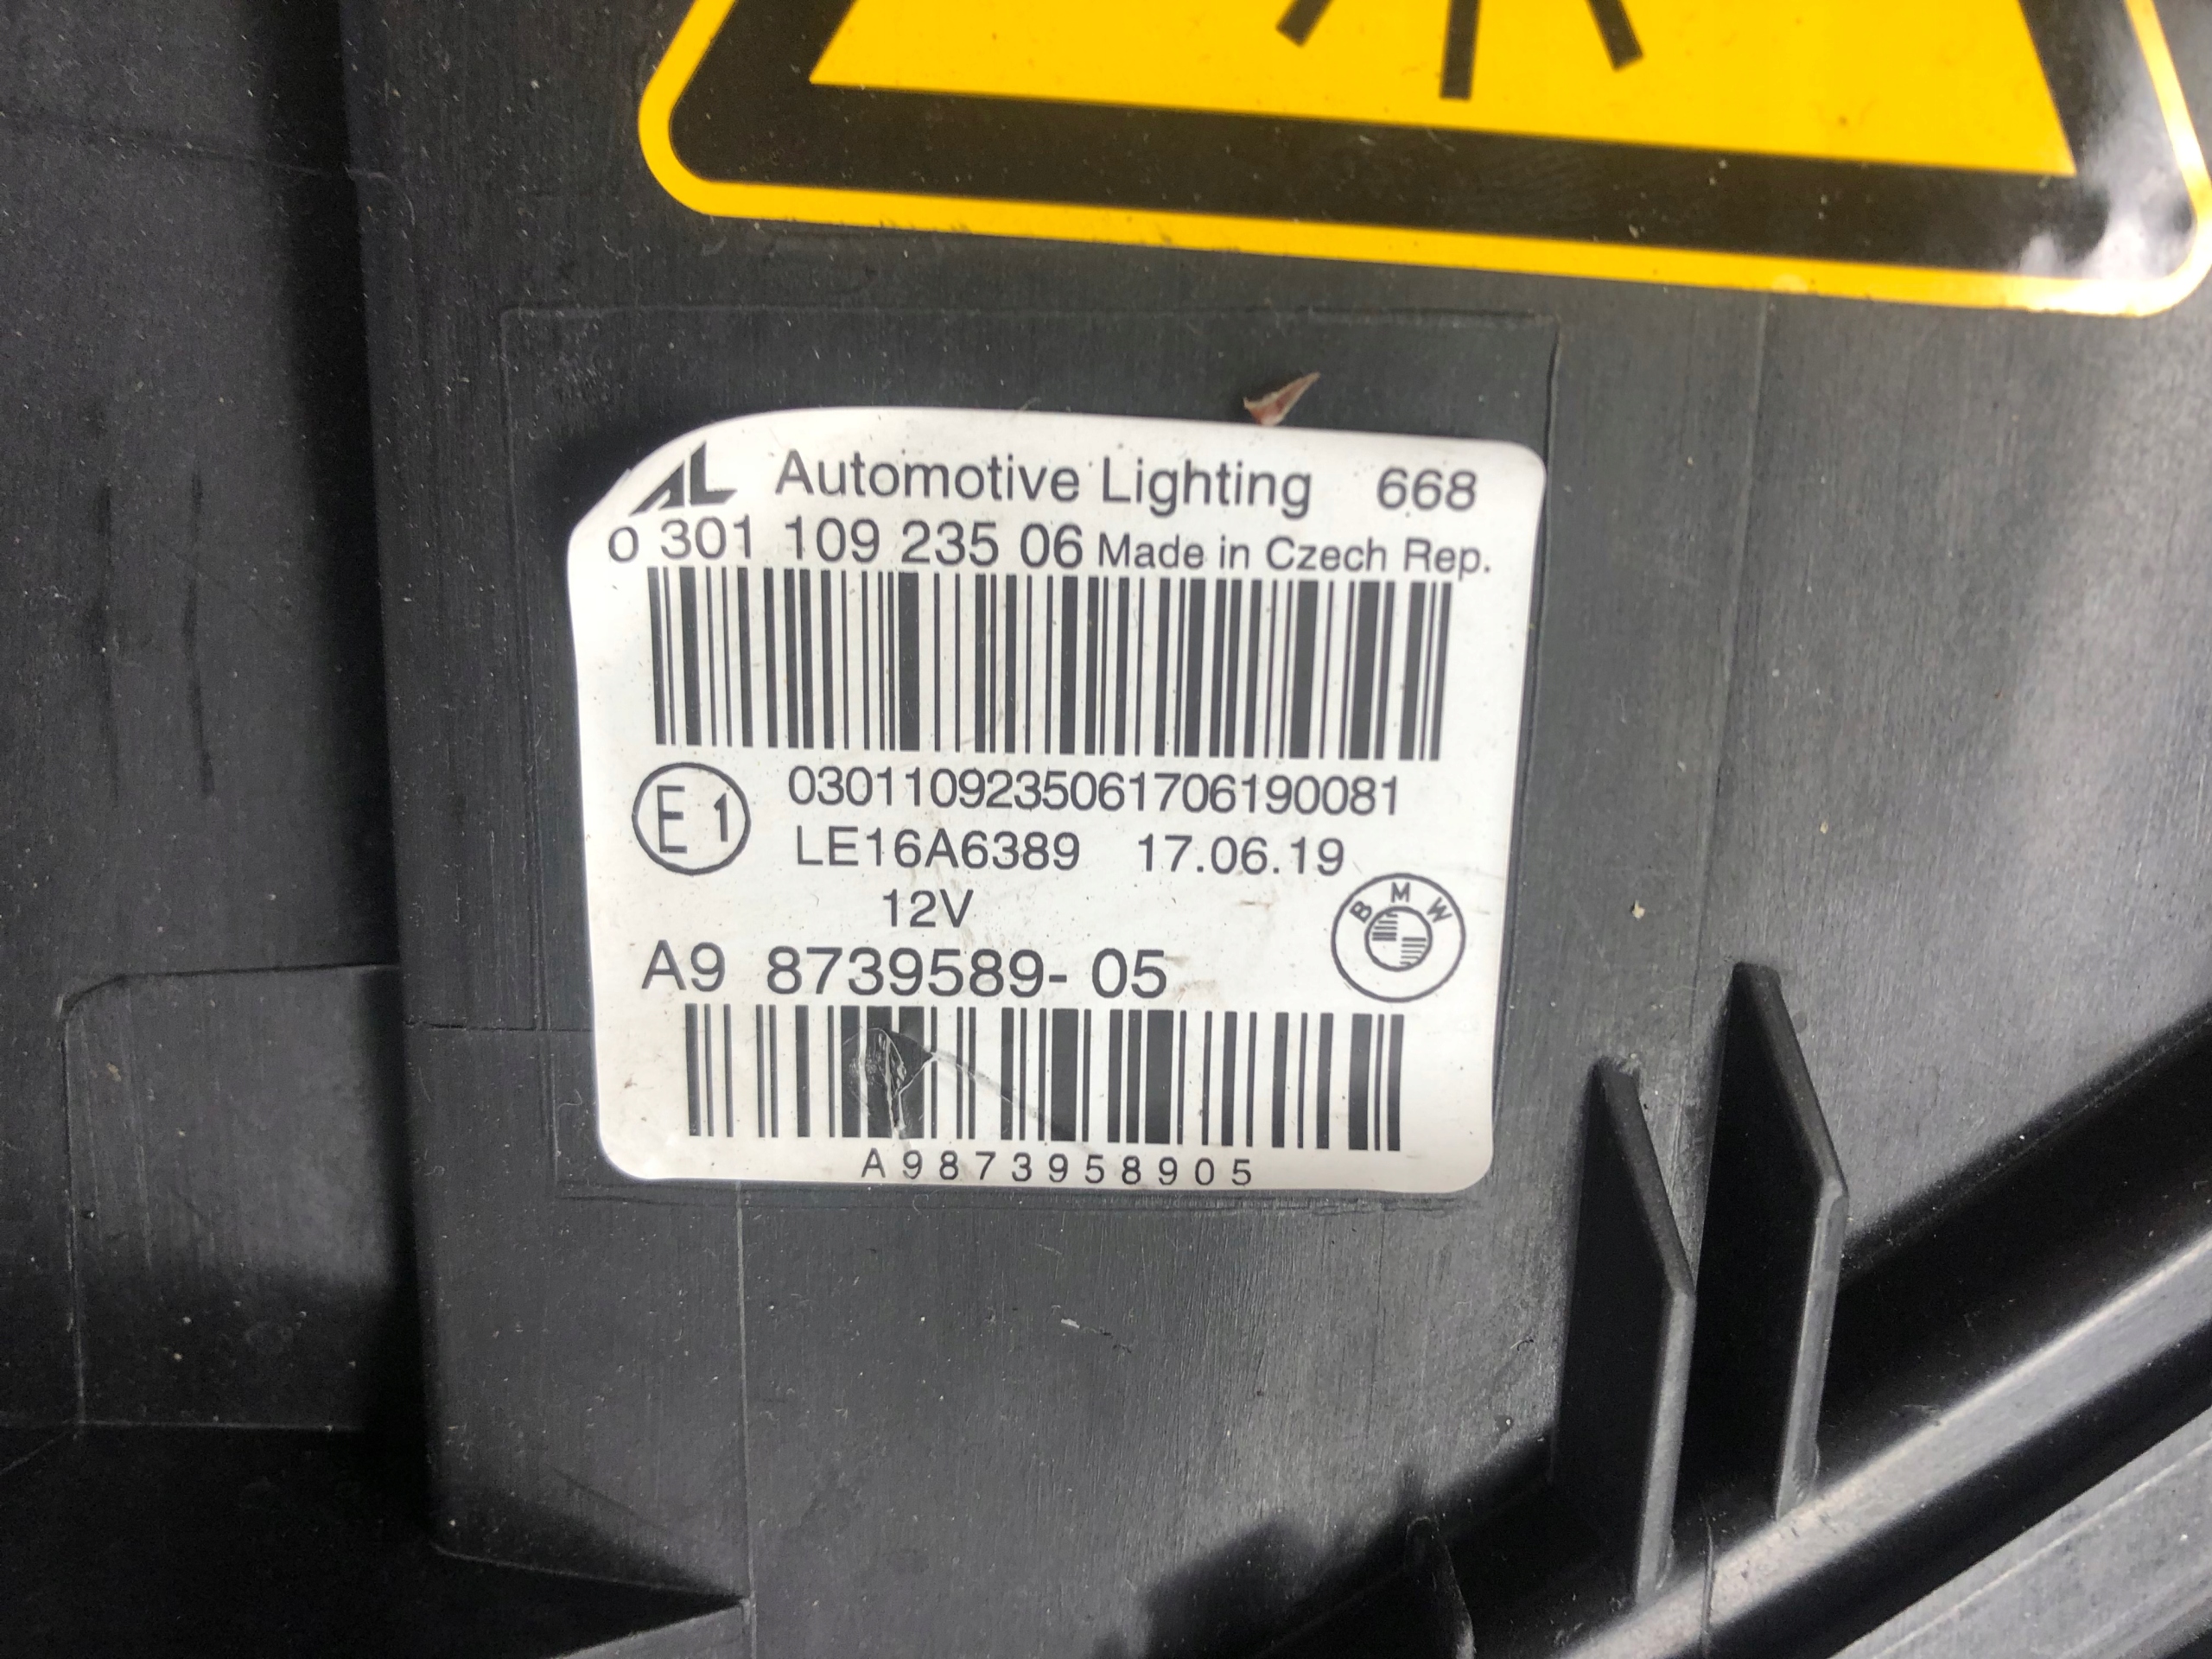 AL Automotive Lighting 668
0 301 109 235 06 Made in Czech Rep.
0301109235061706190081
E1
LE16A6389 17.06.19
12V
BMW
A9 8739589- 05
A9873958905